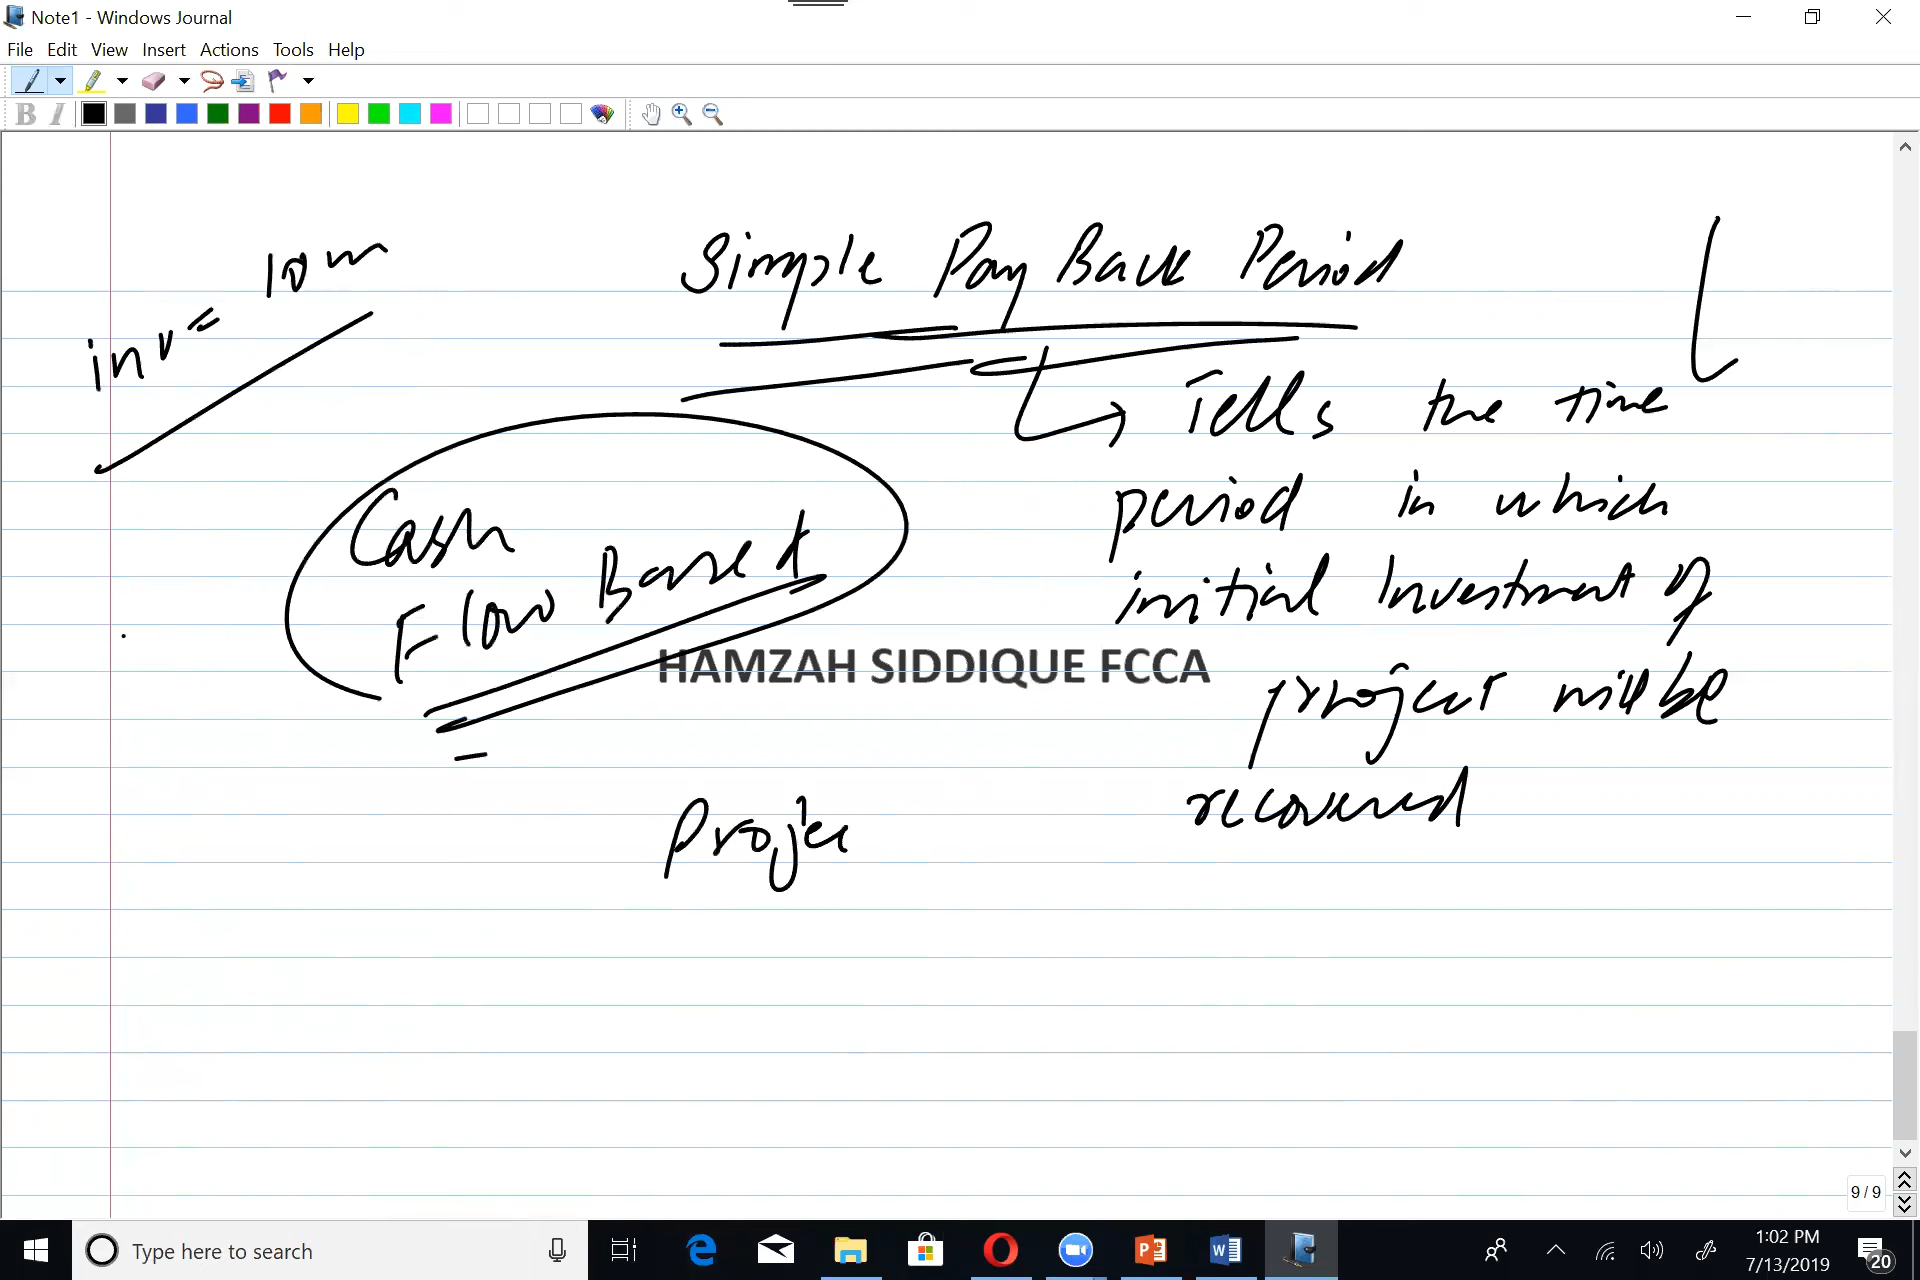 Note1 - Windows Journal
File Edit View Insert Actions Tools Help
B I
Simple Pay Back Period
inv = 10m
Tells the time
period in which
initial Investment of
project will be
recovered
Cash
Flow Based
HAMZAH SIDDIQUE FCCA
Projec
9 / 9
Type here to search
1:02 PM
7/13/2019
20